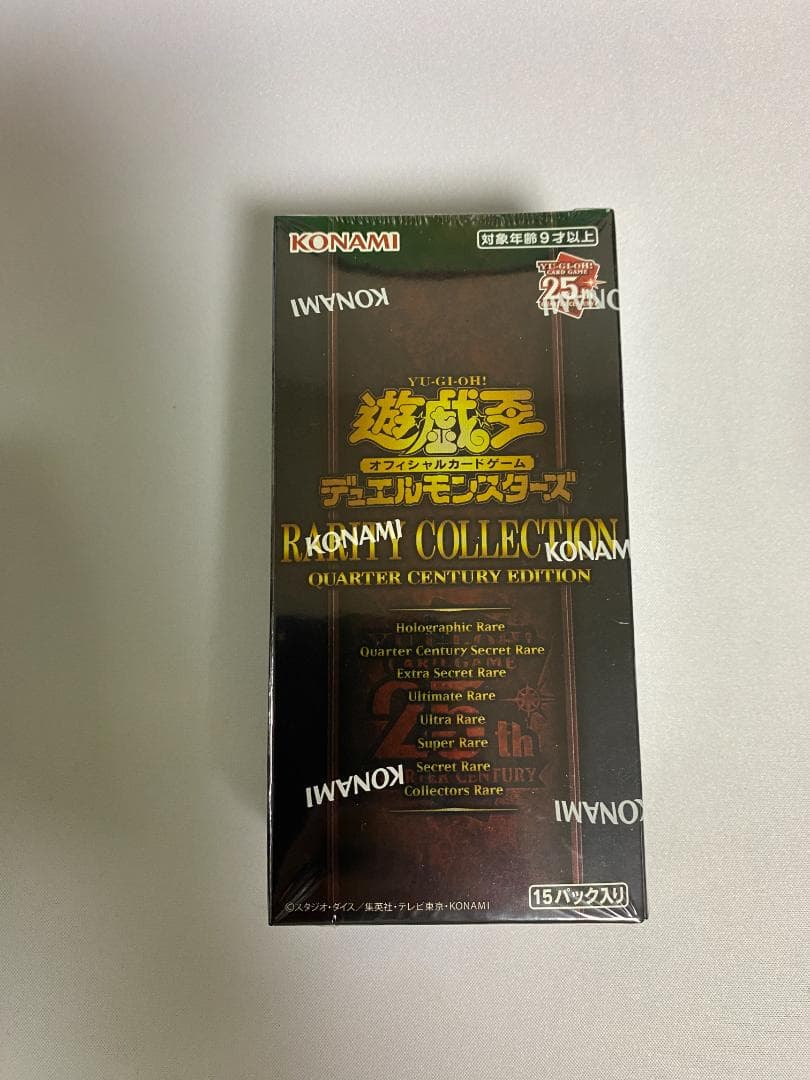 KONAMI
対象年齢9才以上
KONAMI
YU-GI-OH!
CARD GAME
25
YU-GI-OH!
遊戯王
オフィシャルカードゲーム
デュエルモンスターズ
RARITY COLLECTION
KONAMI
KONAMI
QUARTER CENTURY EDITION
Holographic Rare
Quarter Century Secret Rare
Extra Secret Rare
Ultimate Rare
Ultra Rare
Super Rare
Secret Rare
Collectors Rare
25th
QUARTER CENTURY
KONAMI
KONAMI
15パック入り
©スタジオ・ダイス/集英社・テレビ東京・KONAMI